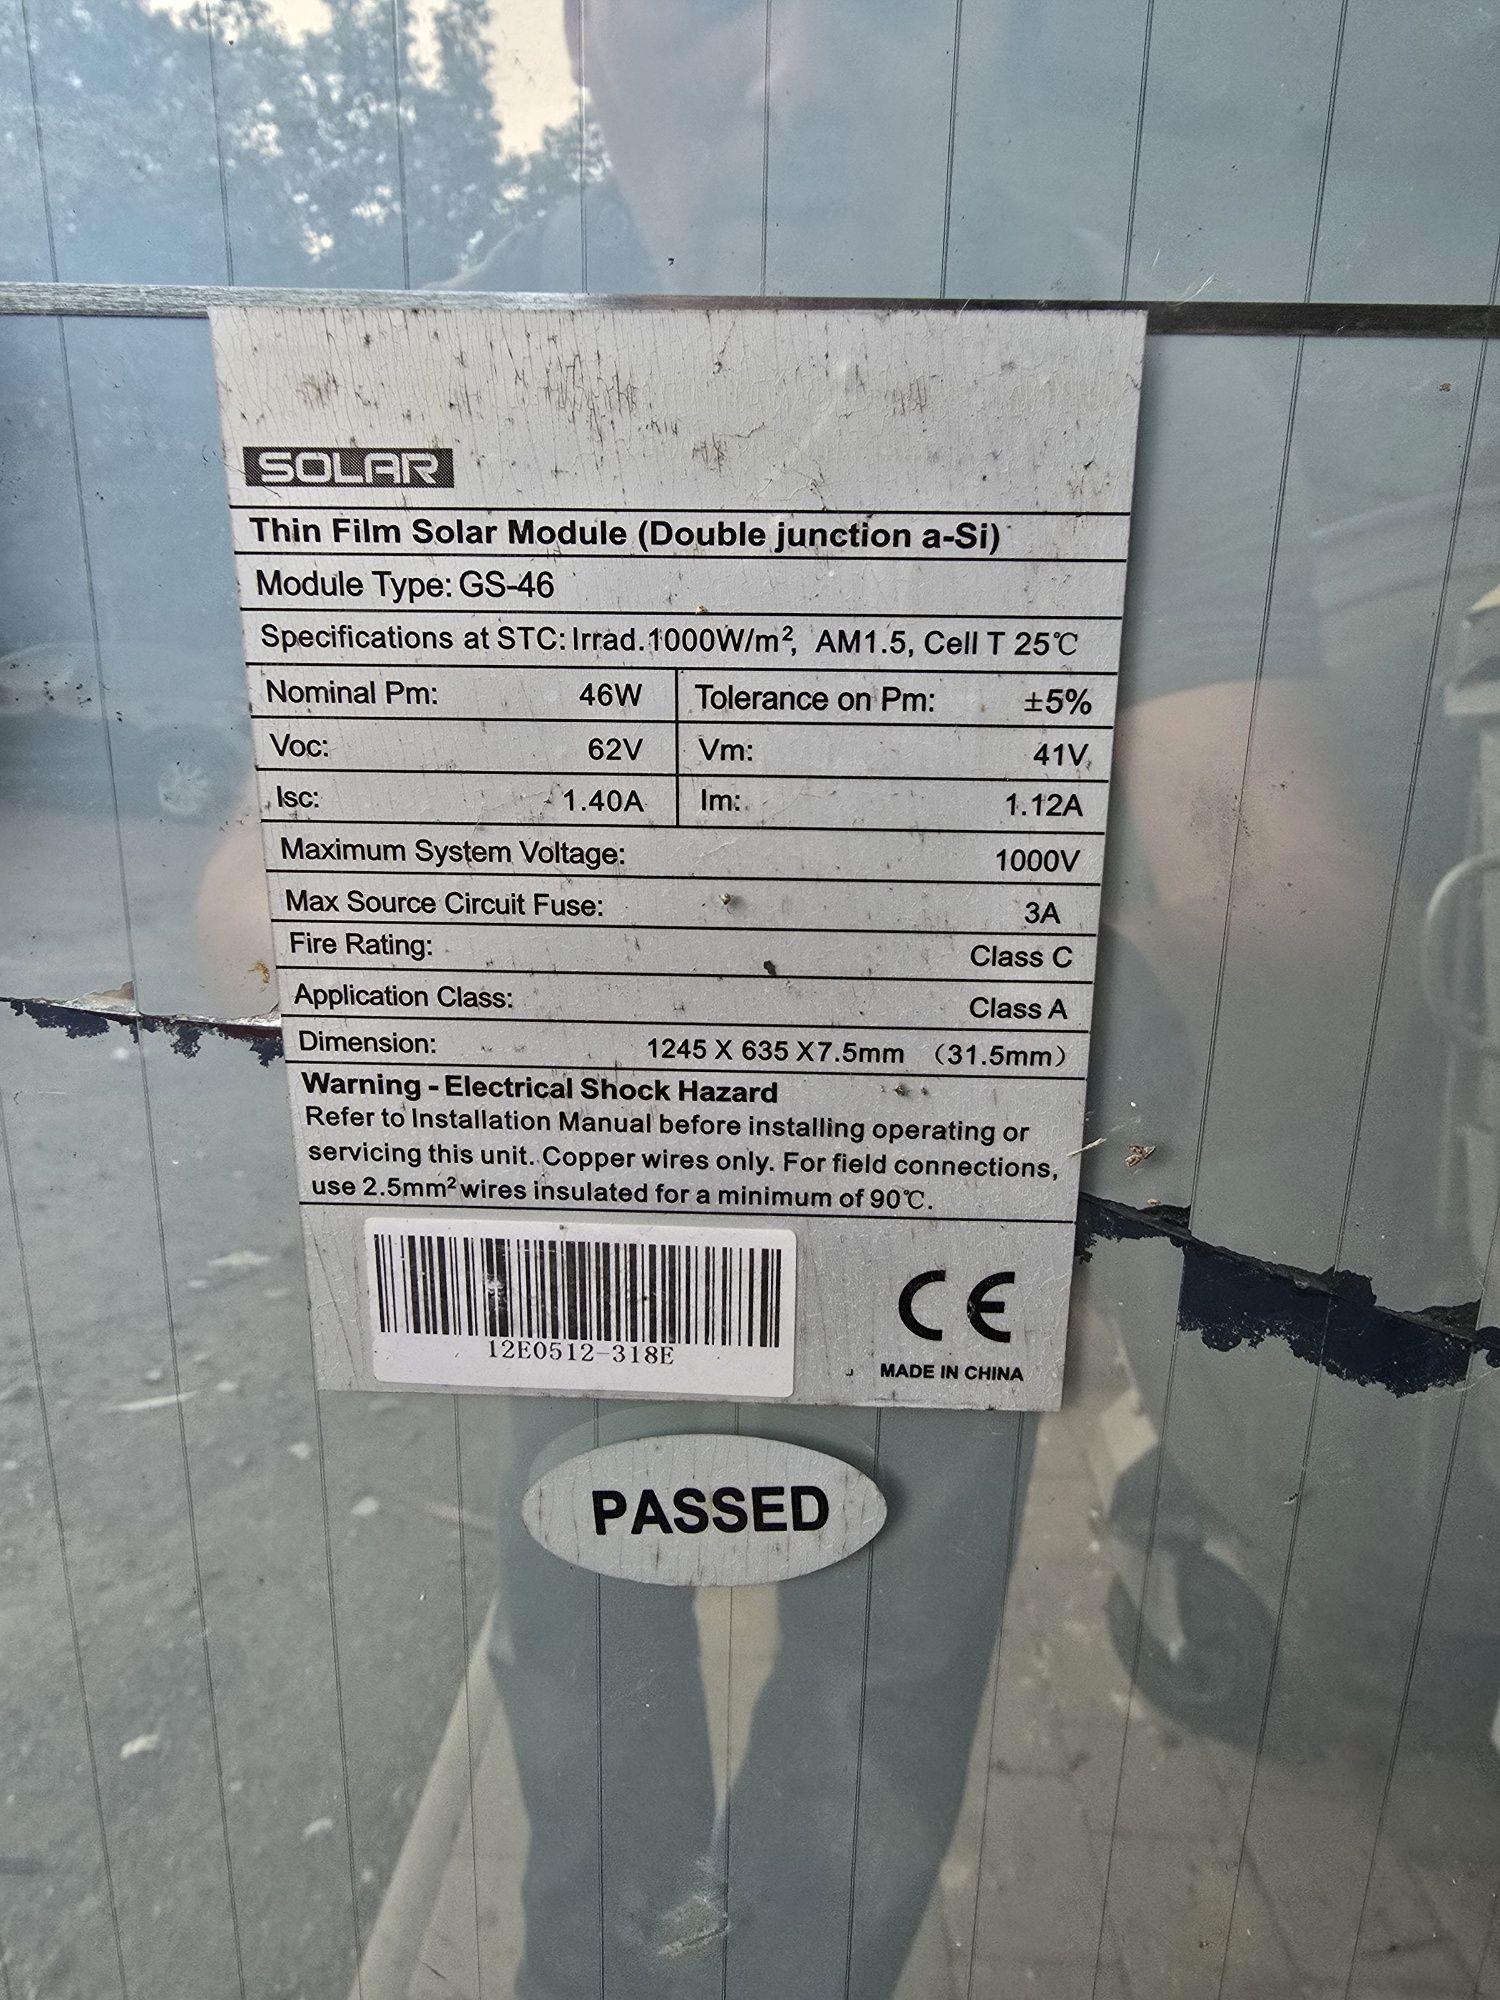 SOLAR
Thin Film Solar Module (Double junction a-Si)
Module Type: GS-46
Specifications at STC: Irrad.1000W/m², AM1.5, Cell T 25℃
Nominal Pm: 46W Tolerance on Pm: ±5%
Voc: 62V Vm: 41V
Isc: 1.40A Im: 1.12A
Maximum System Voltage: 1000V
Max Source Circuit Fuse: 3A
Fire Rating: Class C
Application Class: Class A
Dimension: 1245 X 635 X7.5mm （31.5mm）
Warning - Electrical Shock Hazard
Refer to Installation Manual before installing operating or
servicing this unit. Copper wires only. For field connections,
use 2.5mm² wires insulated for a minimum of 90℃.
12E0512-318E
CE
MADE IN CHINA
PASSED